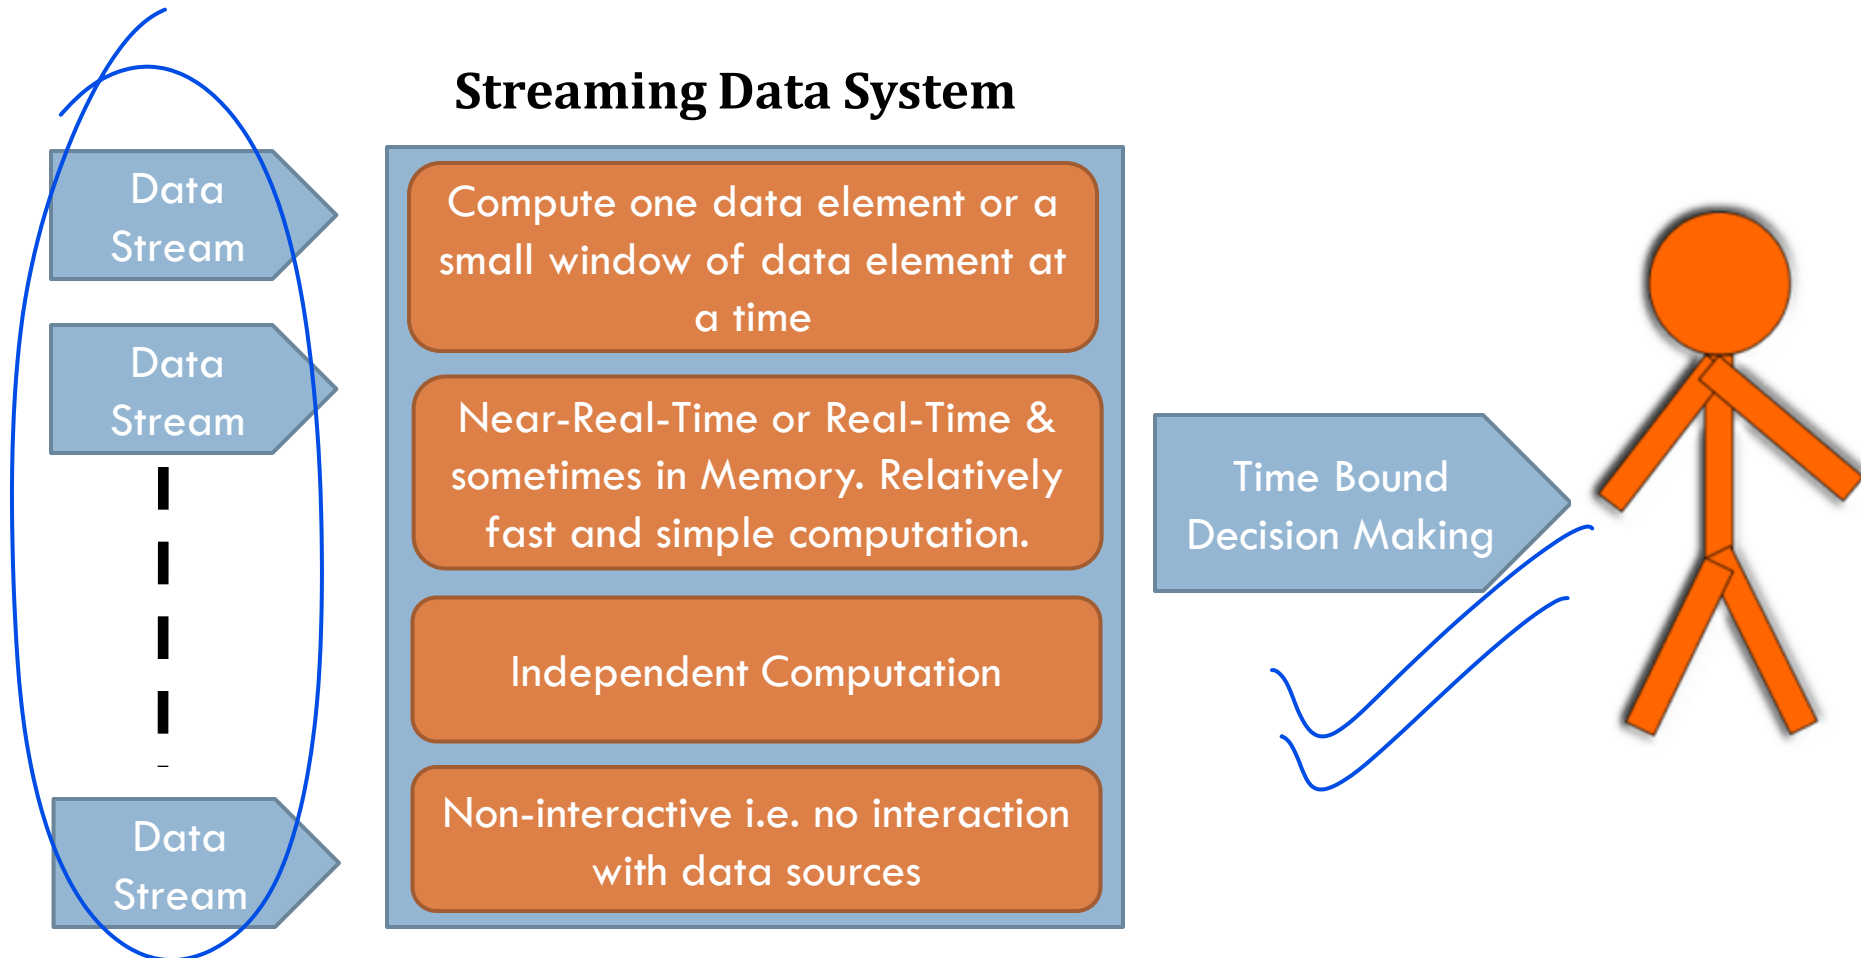 Streaming Data System
Data
Stream
Data
Stream
Data
Stream
Compute one data element or a
small window of data element at
a time
Near-Real-Time or Real-Time &
sometimes in Memory. Relatively
fast and simple computation.
Independent Computation
Non-interactive i.e. no interaction
with data sources
Time Bound
Decision Making